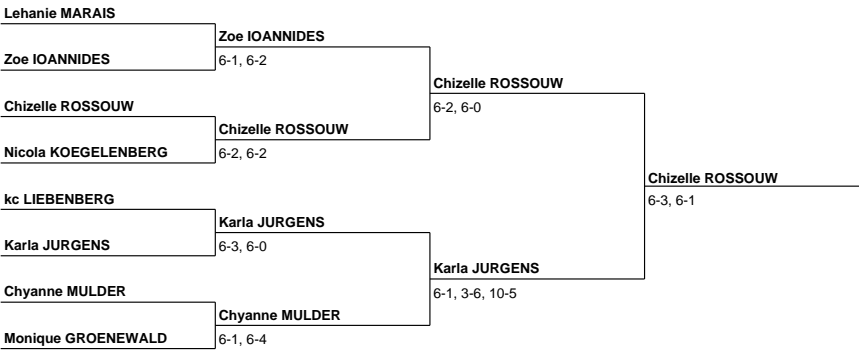 Lehanie MARAIS
Zoe IOANNIDES
Zoe IOANNIDES
6-1, 6-2
Chizelle ROSSOUW
6-2, 6-0
Chizelle ROSSOUW
Chizelle ROSSOUW
6-2, 6-2
Nicola KOEGELENBERG
Chizelle ROSSOUW
6-3, 6-1
kc LIEBENBERG
Karla JURGENS
Karla JURGENS
6-3, 6-0
Karla JURGENS
6-1, 3-6, 10-5
Chyanne MULDER
Chyanne MULDER
Monique GROENEWALD
6-1, 6-4